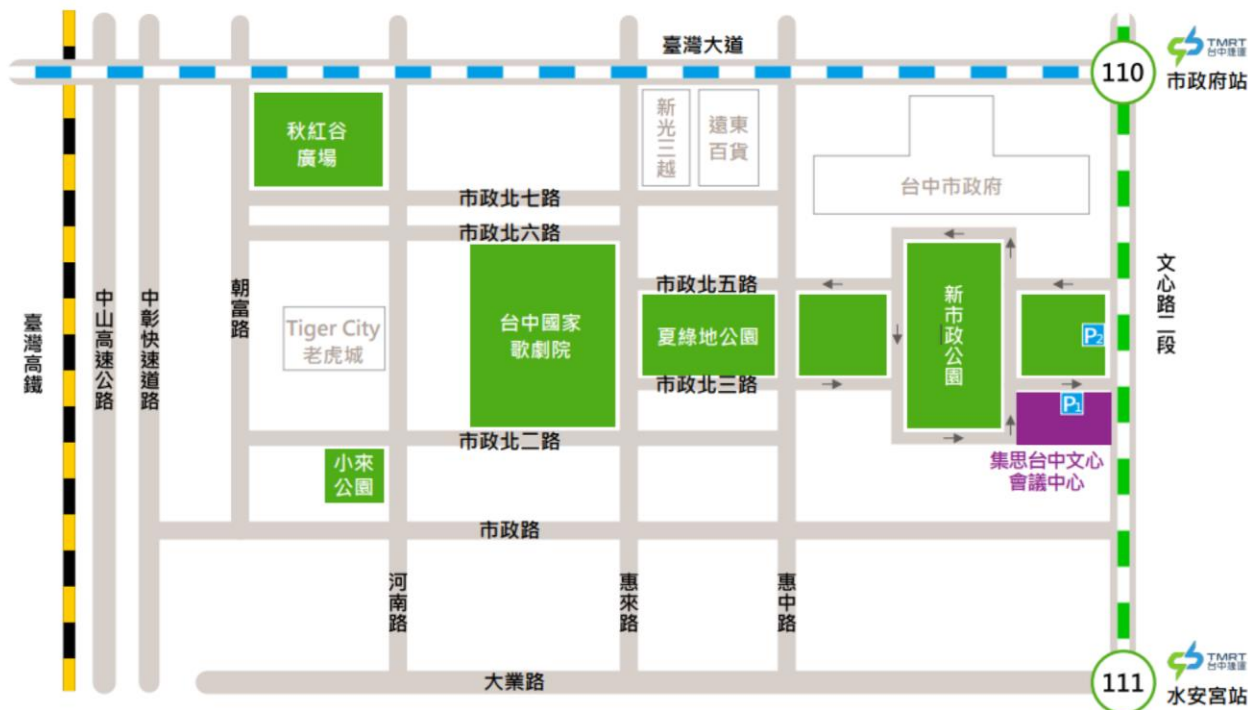 臺灣大道
110
TMRT
台中捷運
市政府站
秋紅谷
廣場
新光三越
遠東
百貨
台中市政府
市政北七路
市政北六路
臺灣高鐵
中山高速公路
中彰快速道路
朝富路
Tiger City
老虎城
台中國家
歌劇院
市政北五路
夏綠地公園
市政北三路
新市政公園
P2
P1
文心路二段
市政北二路
小來
公園
集思台中文心
會議中心
市政路
河南路
惠來路
惠中路
大業路
111
TMRT
台中捷運
水安宮站